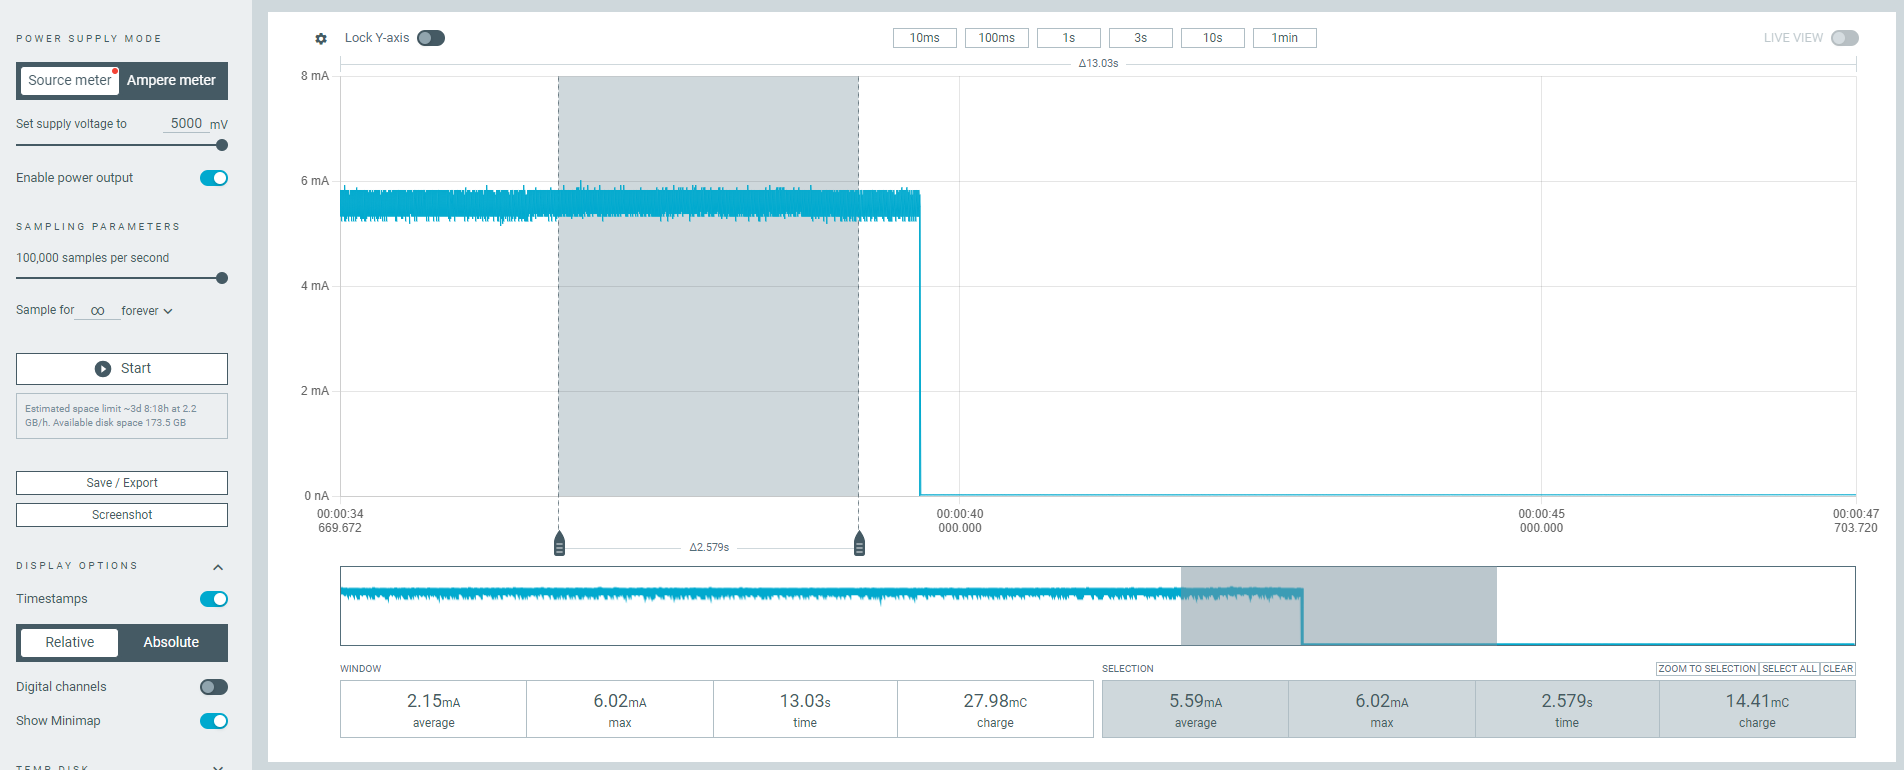 POWER SUPPLY MODE
Source meter Ampere meter
Set supply voltage to 5000 mV
Enable power output
SAMPLING PARAMETERS
100,000 samples per second
Sample for ∞ forever
Start
Estimated space limit ~3d 8:18h at 2.2
GB/h. Available disk space 173.5 GB
Save / Export
Screenshot
DISPLAY OPTIONS
Timestamps
Relative Absolute
Digital channels
Show Minimap
TEMP DISK
Lock Y-axis 10ms 100ms 1s 3s 10s 1min LIVE VIEW
Δ13.03s
8 mA
6 mA
4 mA
2 mA
0 nA
00:00:34 00:00:40 00:00:45 00:00:47
669.672 000.000 000.000 703.720
Δ2.579s
WINDOW SELECTION ZOOM TO SELECTION SELECT ALL CLEAR
2.15mA 6.02mA 13.03s 27.98mC 5.59mA 6.02mA 2.579s 14.41mC
average max time charge average max time charge